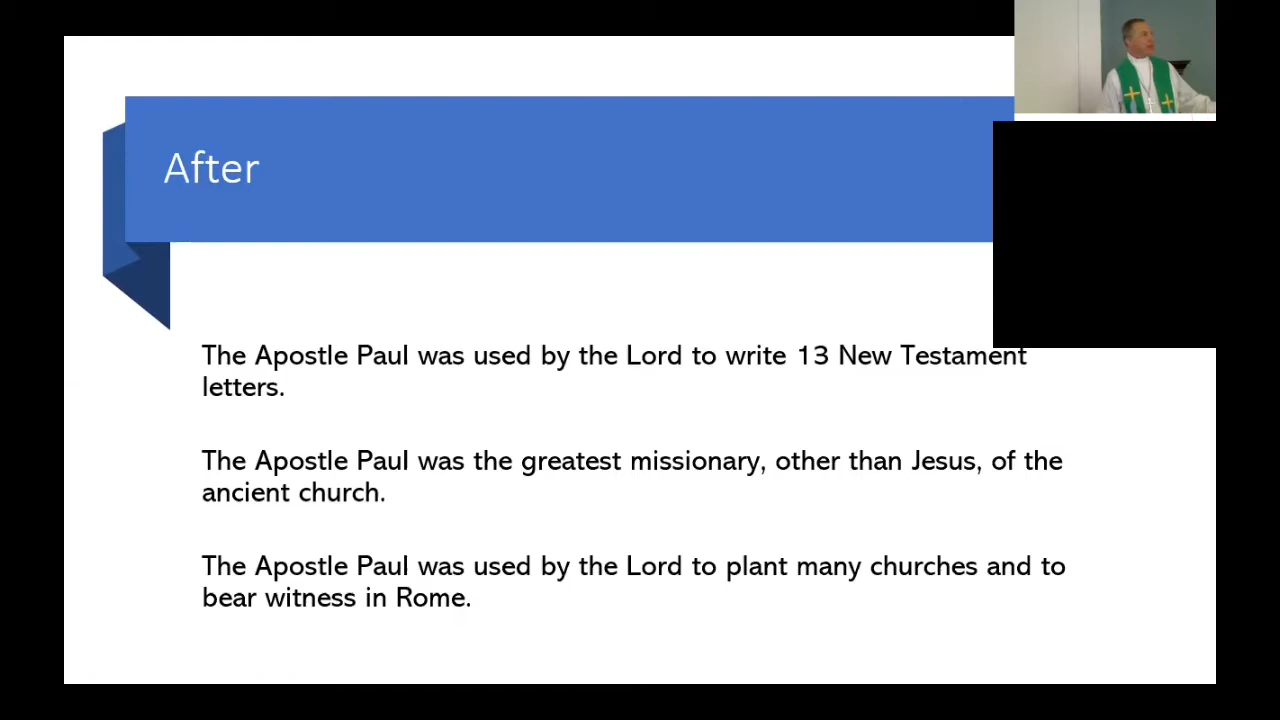 After
The Apostle Paul was used by the Lord to write 13 New Testament
letters.
The Apostle Paul was the greatest missionary, other than Jesus, of the
ancient church.
The Apostle Paul was used by the Lord to plant many churches and to
bear witness in Rome.